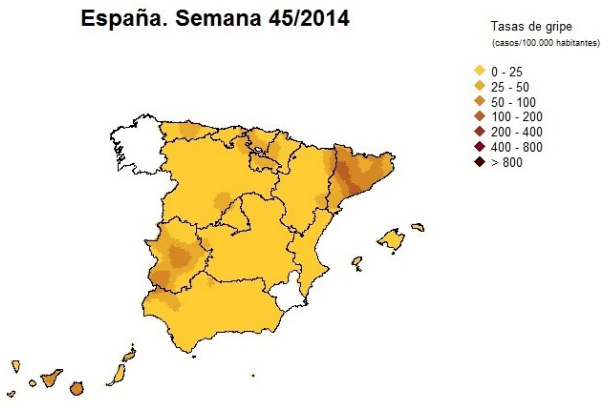 España. Semana 45/2014
Tasas de gripe
(casos/100.000 habitantes)
0 - 25
25 - 50
50 - 100
100 - 200
200 - 400
400 - 800
> 800